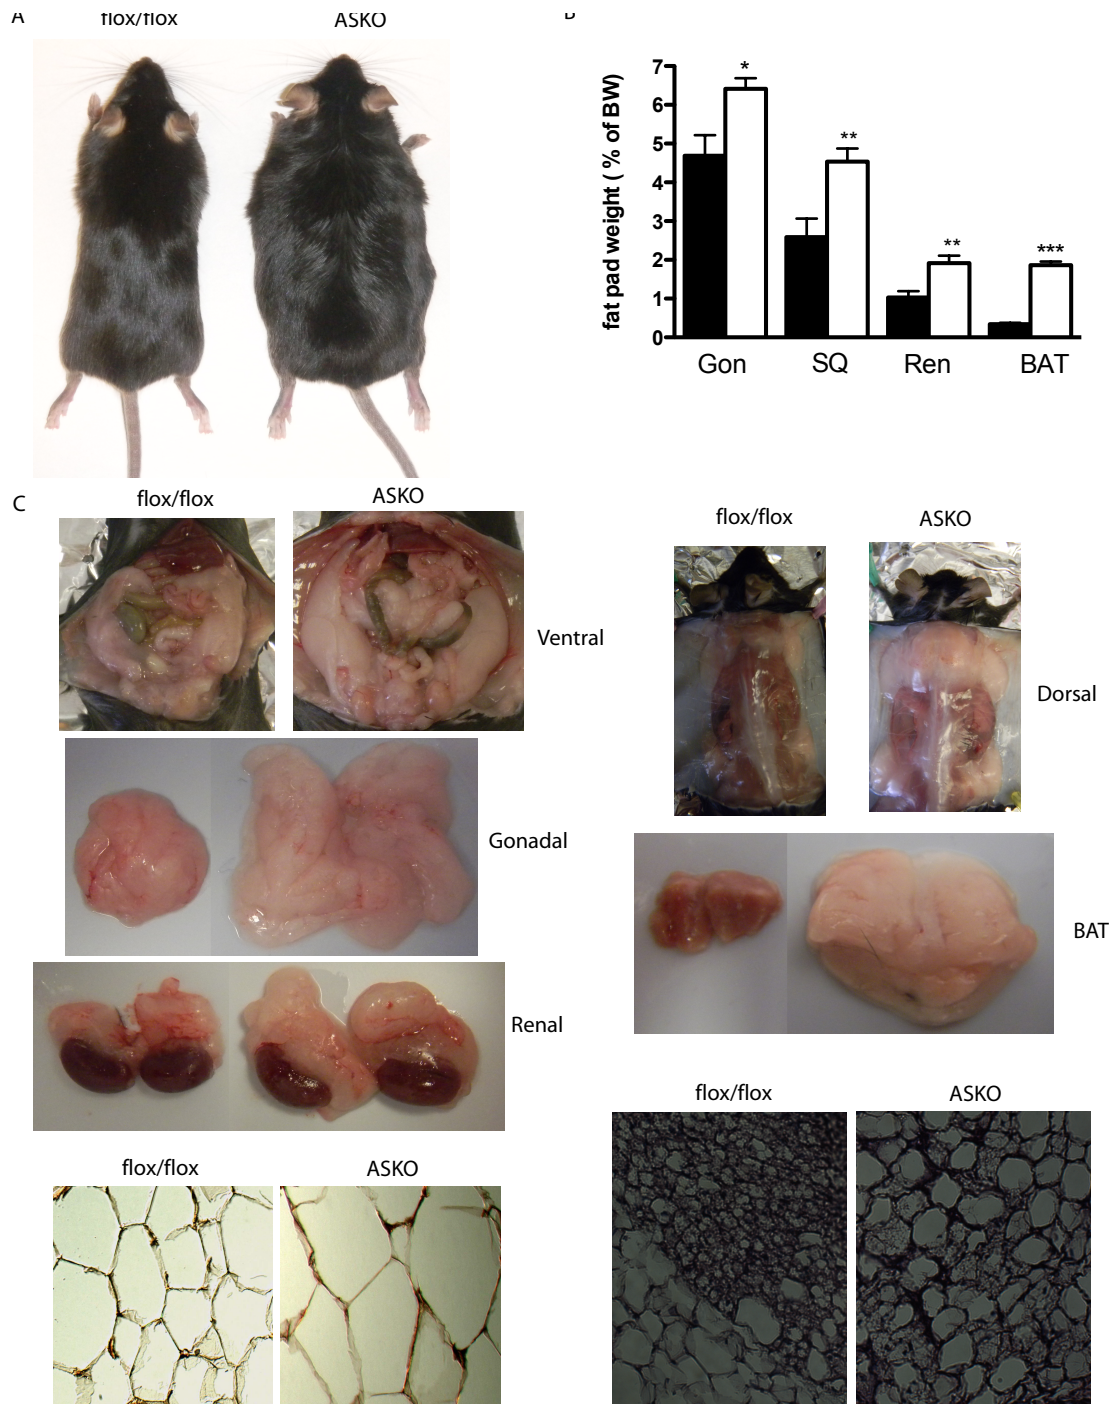 A
flox/flox
ASKO
B
fat pad weight ( % of BW)
7
6
5
4
3
2
1
0
*
**
**
***
Gon
SQ
Ren
BAT
C
flox/flox
ASKO
Ventral
Gonadal
Renal
flox/flox
ASKO
flox/flox
ASKO
Dorsal
BAT
flox/flox
ASKO